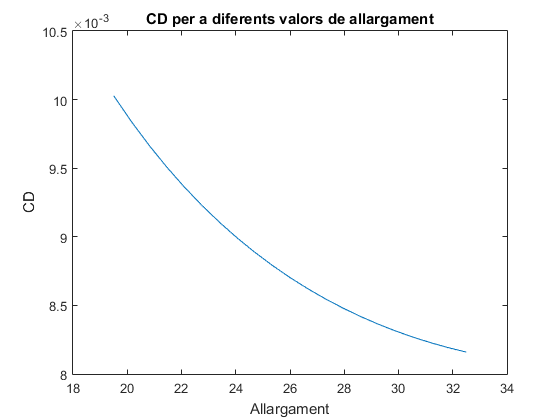 CD per a diferents valors de allargament
×10⁻³
10.5
10
9.5
9
8.5
8
CD
18 20 22 24 26 28 30 32 34
Allargament